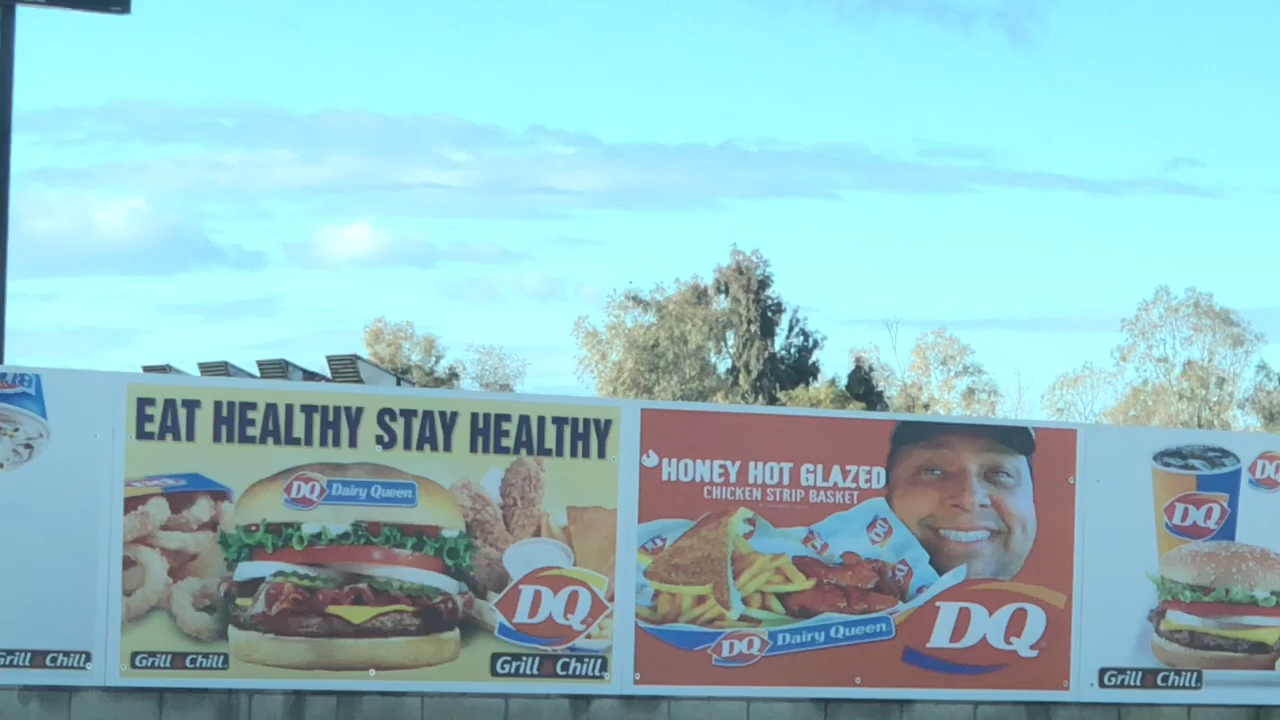 EAT HEALTHY STAY HEALTHY
DQ Dairy Queen
DQ
Grill & Chill.
Grill & Chill.
Grill & Chill.
HONEY HOT GLAZED
CHICKEN STRIP BASKET
DQ Dairy Queen
DQ
DQ
DQ
Grill & Chill.